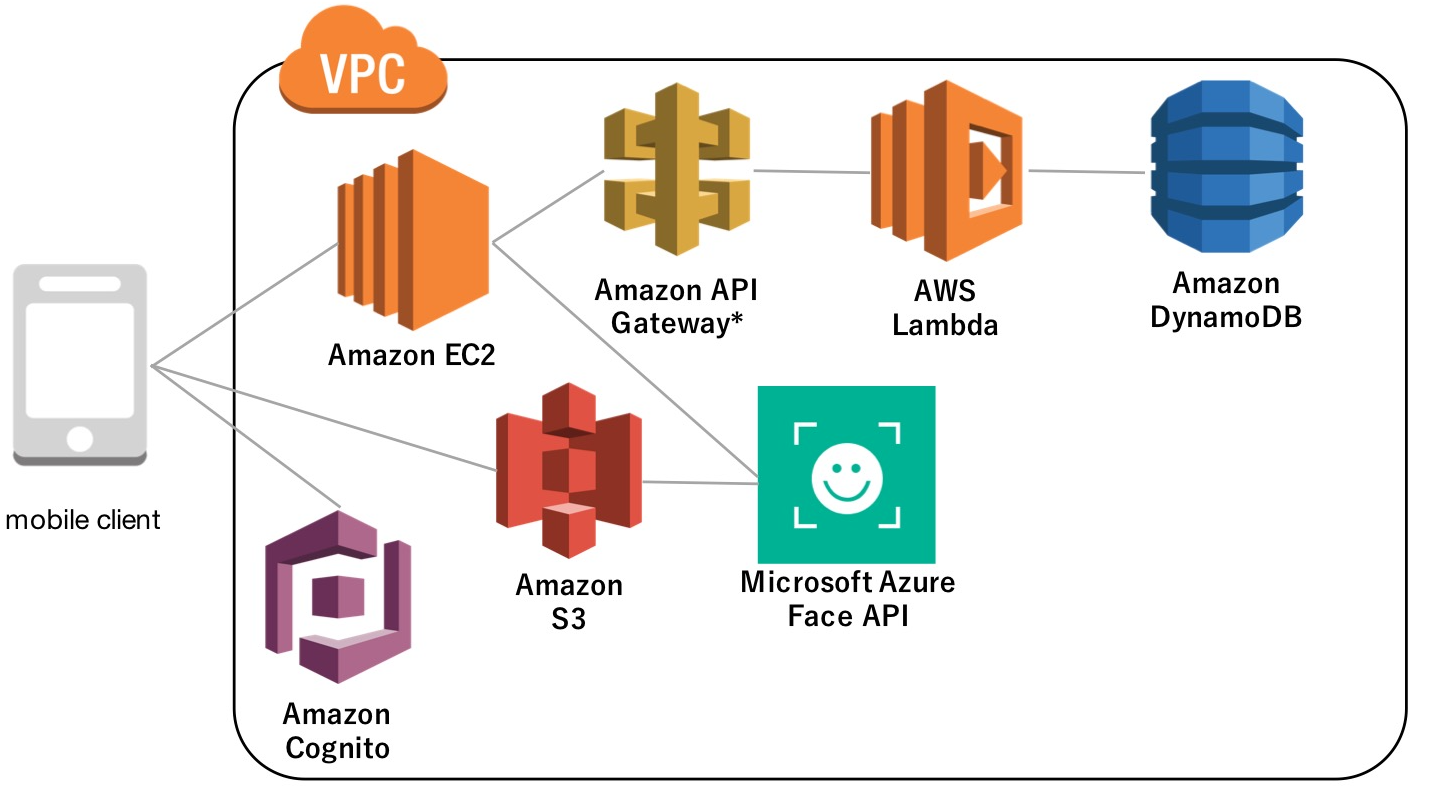 VPC
Amazon API
Gateway*
AWS
Lambda
Amazon
DynamoDB
Amazon EC2
mobile client
Amazon
S3
Microsoft Azure
Face API
Amazon
Cognito